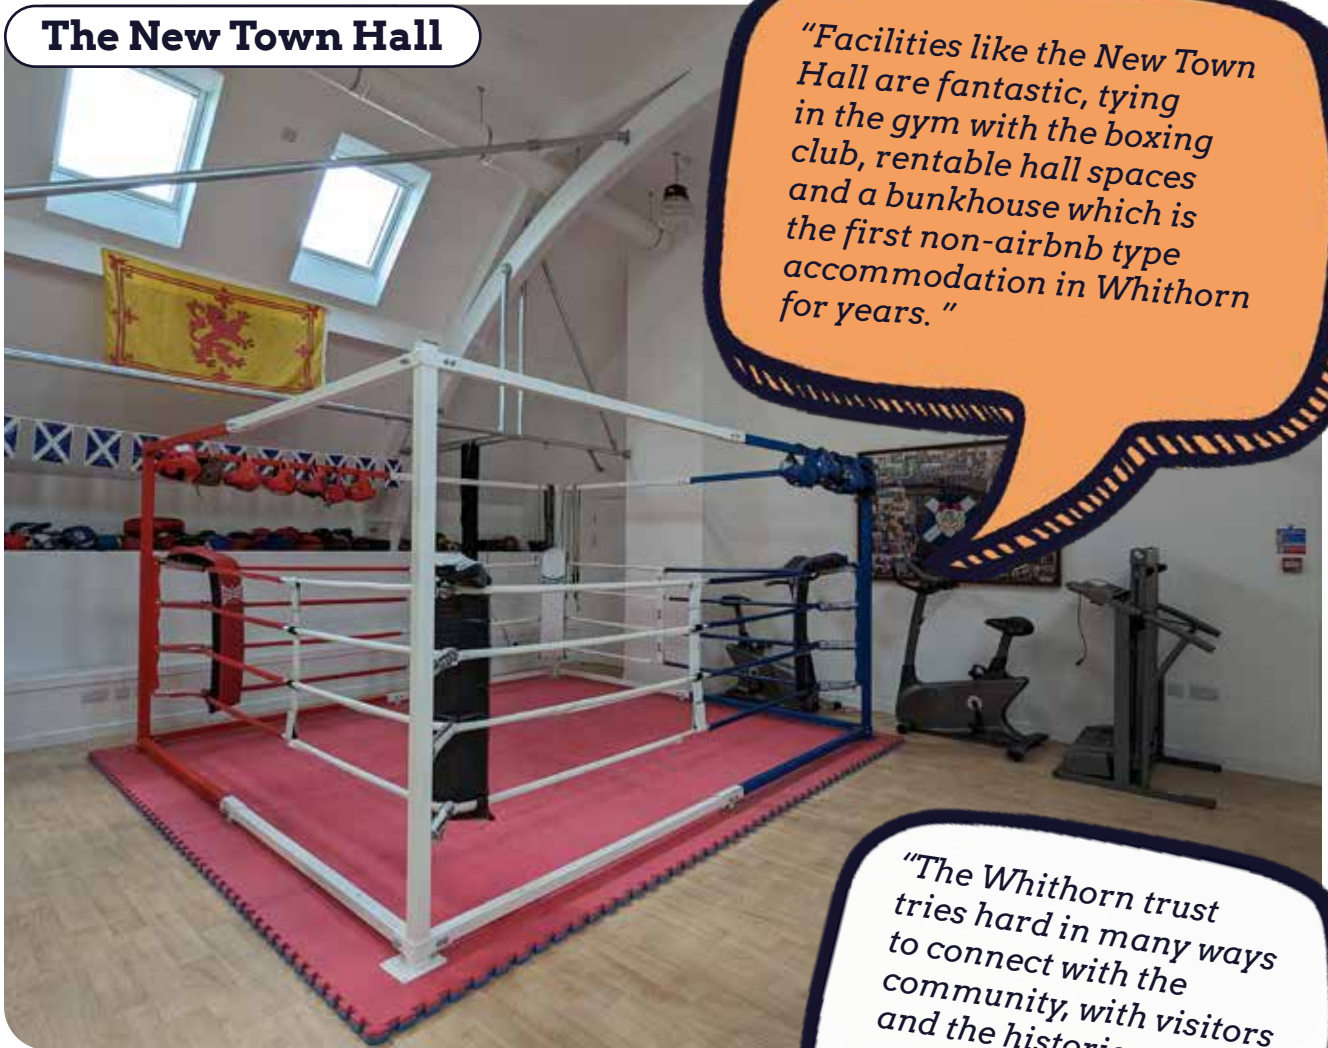 The New Town Hall
“Facilities like the New Town
Hall are fantastic, tying
in the gym with the boxing
club, rentable hall spaces
and a bunkhouse which is
the first non-airbnb type
accommodation in Whithorn
for years. ”
“The Whithorn trust
tries hard in many ways
to connect with the
community, with visitors
and the